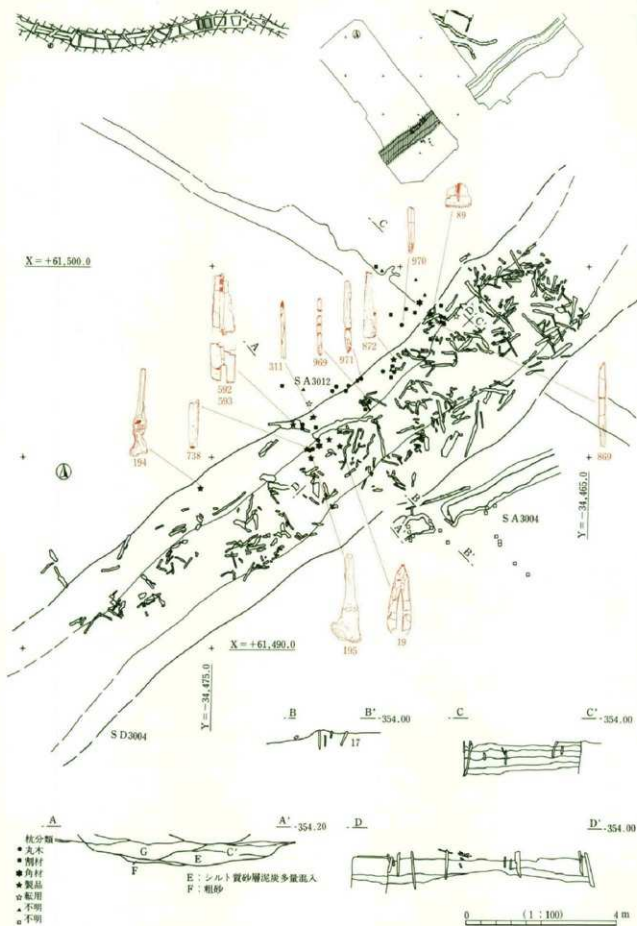 X = +61,500.0
89
970
592
593
311
969
971
872
194
738
869
S A3012
A
C
D'
C'
D
B
A'
B'
S A3004
Y = -34,465.0
X = +61,490.0
Y = -34,475.0
195
19
S D3004
B B' 354.00
17
C C' 354.00
A A' 354.20
G
E
C'
F
E：シルト質砂層泥炭多量混入
F：粗砂
D D' 354.00
杭分類
丸木
割材
角材
製品
転用
不明
不明
0 (1：100) 4 m